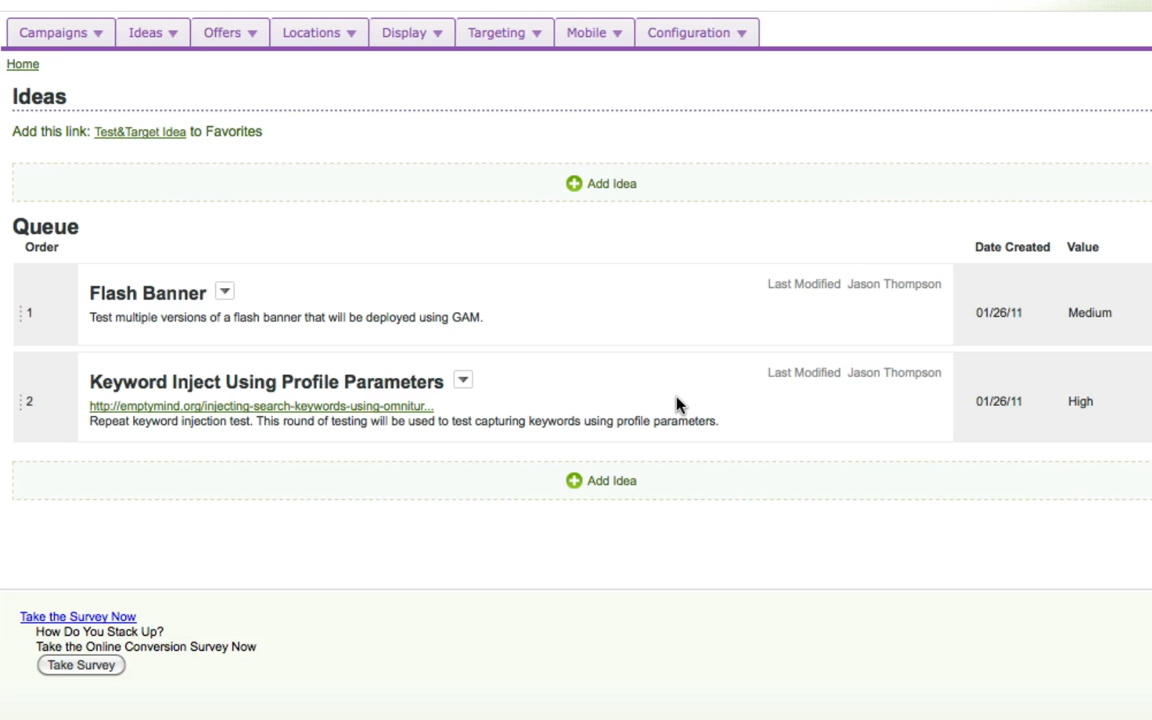 Campaigns Ideas Offers Locations Display Targeting Mobile Configuration
Home
Ideas
Add this link: Test&Target Idea to Favorites
Add Idea
Queue
Order Date Created Value
Flash Banner
Last Modified Jason Thompson
1 Test multiple versions of a flash banner that will be deployed using GAM. 01/26/11 Medium
Keyword Inject Using Profile Parameters
Last Modified Jason Thompson
2 http://emptymind.org/injecting-search-keywords-using-omnitur... 01/26/11 High
Repeat keyword injection test. This round of testing will be used to test capturing keywords using profile parameters.
Add Idea
Take the Survey Now
How Do You Stack Up?
Take the Online Conversion Survey Now
Take Survey